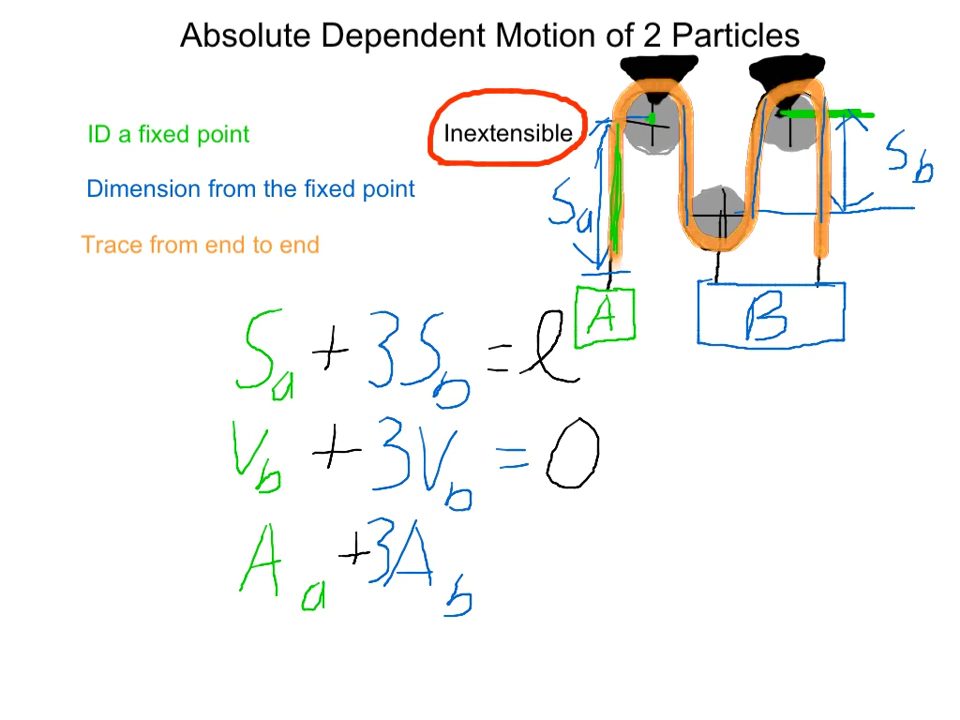 Absolute Dependent Motion of 2 Particles
ID a fixed point
Inextensible
Dimension from the fixed point
Trace from end to end
Sa
Sb
A
B
Sa + 3Sb = l
Vb + 3Vb = 0
Aa +3Ab